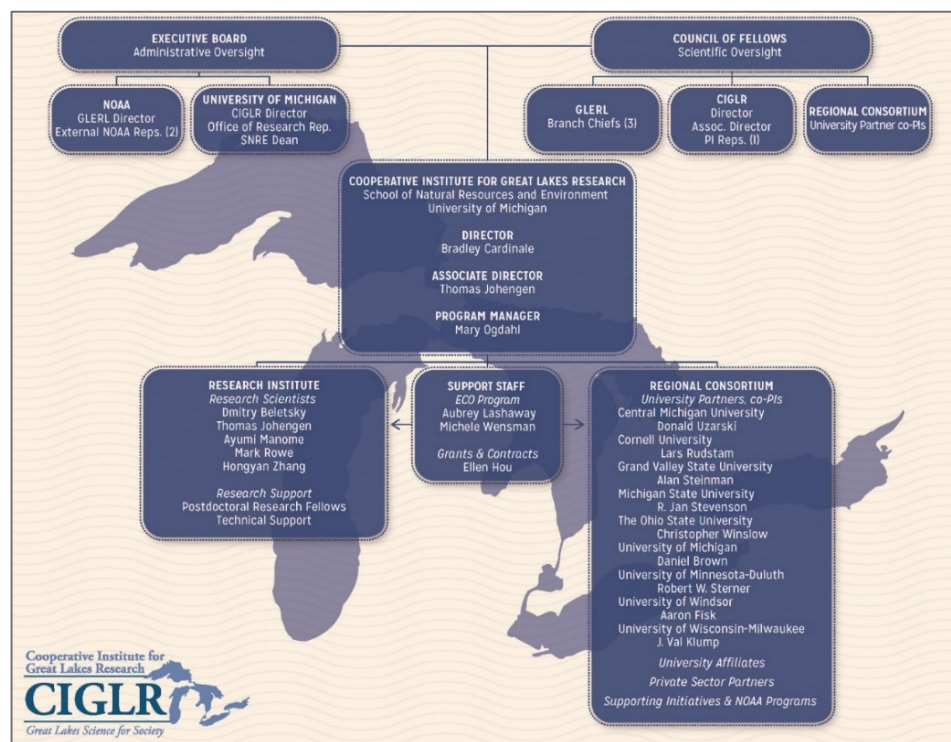 EXECUTIVE BOARD
Administrative Oversight
COUNCIL OF FELLOWS
Scientific Oversight
NOAA
GLERL Director
External NOAA Reps. (2)
UNIVERSITY OF MICHIGAN
CIGLR Director
Office of Research Rep.
SNRE Dean
GLERL
Branch Chiefs (3)
CIGLR
Director
Assoc. Director
PI Reps. (1)
REGIONAL CONSORTIUM
University Partner co-PIs
COOPERATIVE INSTITUTE FOR GREAT LAKES RESEARCH
School of Natural Resources and Environment
University of Michigan
DIRECTOR
Bradley Cardinale
ASSOCIATE DIRECTOR
Thomas Johengen
PROGRAM MANAGER
Mary Ogdahl
RESEARCH INSTITUTE
Research Scientists
Dmitry Beletsky
Thomas Johengen
Ayumi Manome
Mark Rowe
Hongyan Zhang
Research Support
Postdoctoral Research Fellows
Technical Support
SUPPORT STAFF
ECO Program
Aubrey Lashaway
Michele Wensman
Grants & Contracts
Ellen Hou
REGIONAL CONSORTIUM
University Partners, co-PIs
Central Michigan University
Donald Uzarski
Cornell University
Lars Rudstam
Grand Valley State University
Alan Steinman
Michigan State University
R. Jan Stevenson
The Ohio State University
Christopher Winslow
University of Michigan
Daniel Brown
University of Minnesota-Duluth
Robert W. Sterner
University of Windsor
Aaron Fisk
University of Wisconsin-Milwaukee
J. Val Klump
University Affiliates
Private Sector Partners
Supporting Initiatives & NOAA Programs
Cooperative Institute for
Great Lakes Research
CIGLR
Great Lakes Science for Society